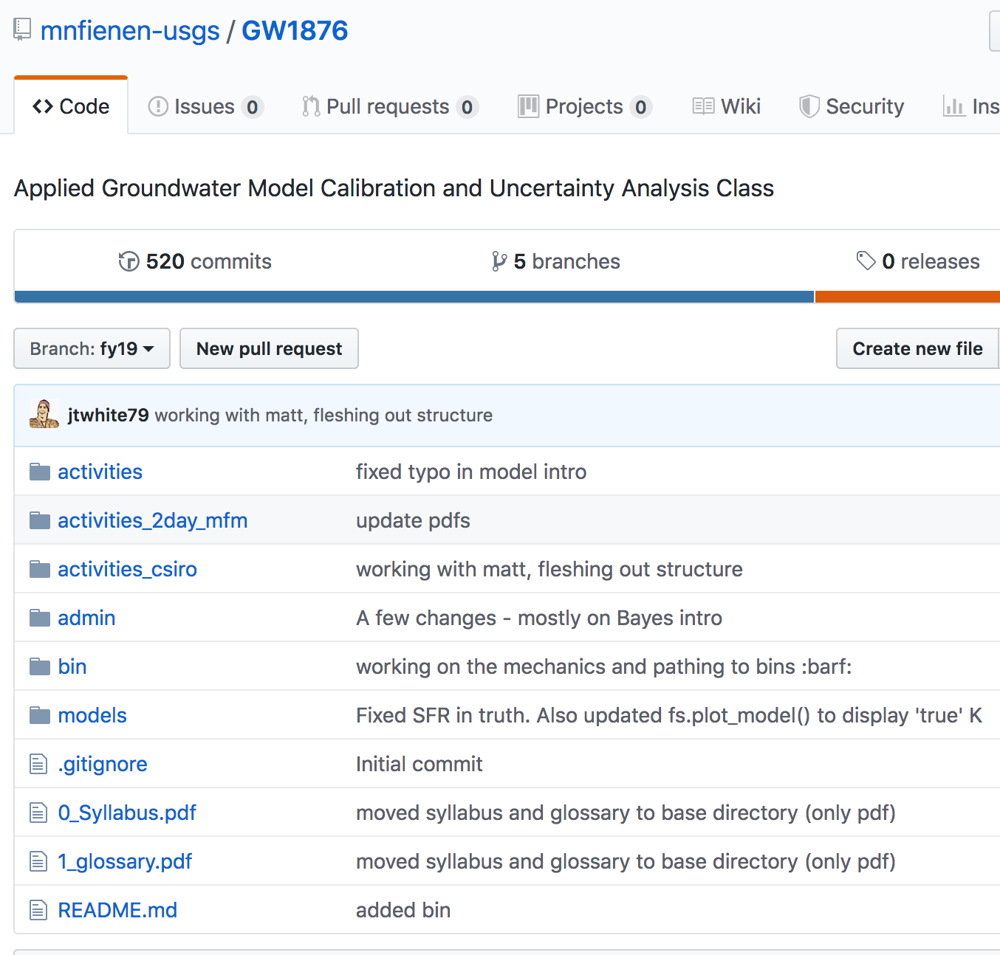 mnfienen-usgs / GW1876
Code Issues 0 Pull requests 0 Projects 0 Wiki Security Ins
Applied Groundwater Model Calibration and Uncertainty Analysis Class
520 commits 5 branches 0 releases
Branch: fy19 New pull request Create new file
jtwhite79 working with matt, fleshing out structure
activities fixed typo in model intro
activities_2day_mfm update pdfs
activities_csiro working with matt, fleshing out structure
admin A few changes - mostly on Bayes intro
bin working on the mechanics and pathing to bins :barf:
models Fixed SFR in truth. Also updated fs.plot_model() to display 'true' K
.gitignore Initial commit
0_Syllabus.pdf moved syllabus and glossary to base directory (only pdf)
1_glossary.pdf moved syllabus and glossary to base directory (only pdf)
README.md added bin